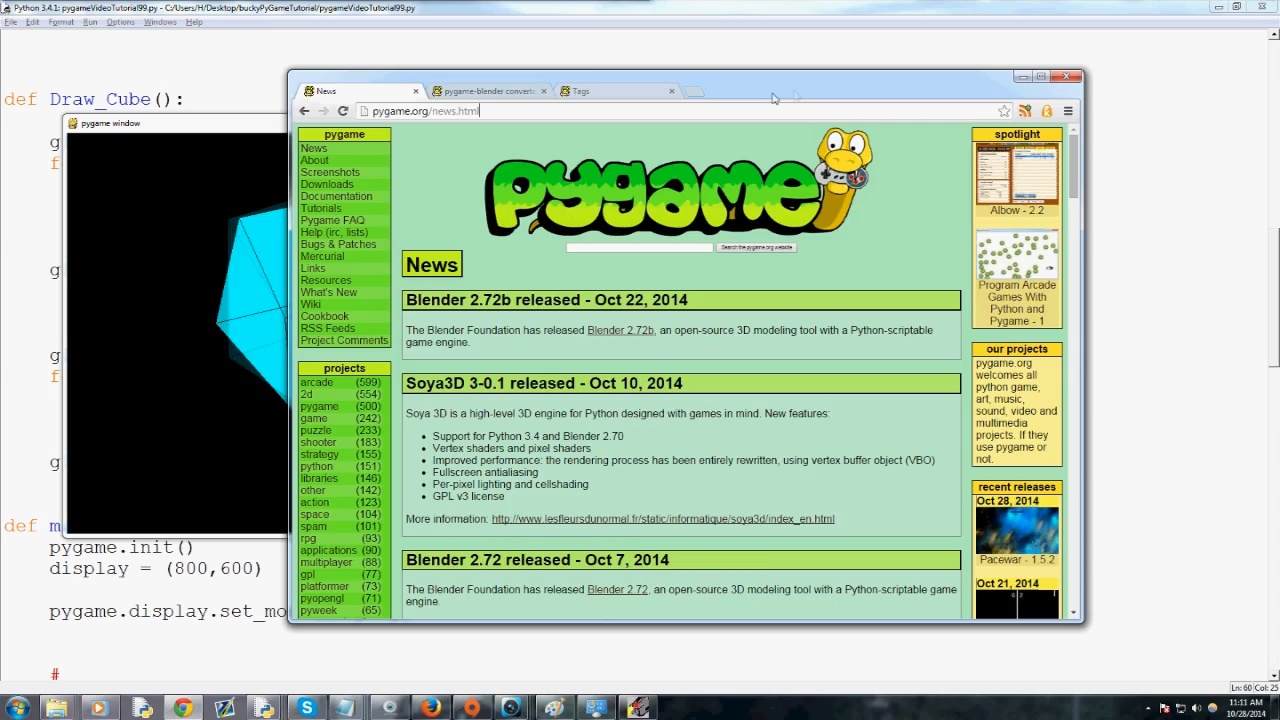 Python 3.4.1: pygameVideoTutorial99.py - C:/Users/H/Desktop/buckyPyGameTutorial/pygameVideoTutorial99.py
File Edit Format Run Options Windows Help
def Draw_Cube():
pygame window
g
f
g
g
f
g
def m
pygame.init()
display = (800,600)
pygame.display.set_mo
#
News
pygame-blender converte
Tags
pygame.org/news.html
pygame
News
About
Screenshots
Downloads
Documentation
Tutorials
Pygame FAQ
Help (irc, lists)
Bugs & Patches
Mercurial
Links
Resources
What's New
Wiki
Cookbook
RSS Feeds
Project Comments
projects
arcade (599)
2d (554)
pygame (500)
game (242)
puzzle (233)
shooter (183)
strategy (155)
python (151)
libraries (146)
other (142)
action (123)
space (104)
spam (101)
rpg (93)
applications (90)
multiplayer (88)
gpl (77)
platformer (73)
pyopengl (71)
pyweek (65)
pygame
Search the pygame.org website
News
Blender 2.72b released - Oct 22, 2014
The Blender Foundation has released Blender 2.72b, an open-source 3D modeling tool with a Python-scriptable
game engine.
Soya3D 3-0.1 released - Oct 10, 2014
Soya 3D is a high-level 3D engine for Python designed with games in mind. New features:
• Support for Python 3.4 and Blender 2.70
• Vertex shaders and pixel shaders
• Improved performance: the rendering process has been entirely rewritten, using vertex buffer object (VBO)
• Fullscreen antialiasing
• Per-pixel lighting and cellshading
• GPL v3 license
More information: http://www.lesfleursdunormal.fr/static/informatique/soya3d/index_en.html
Blender 2.72 released - Oct 7, 2014
The Blender Foundation has released Blender 2.72, an open-source 3D modeling tool with a Python-scriptable game
engine.
spotlight
Albow - 2.2
Program Arcade
Games With
Python and
Pygame - 1
our projects
pygame.org
welcomes all
python game,
art, music,
sound, video and
multimedia
projects. If they
use pygame or
not.
recent releases
Oct 28, 2014
Pacewar - 1.5.2
Oct 21, 2014
Ln: 60 Col: 25
11:11 AM
10/28/2014